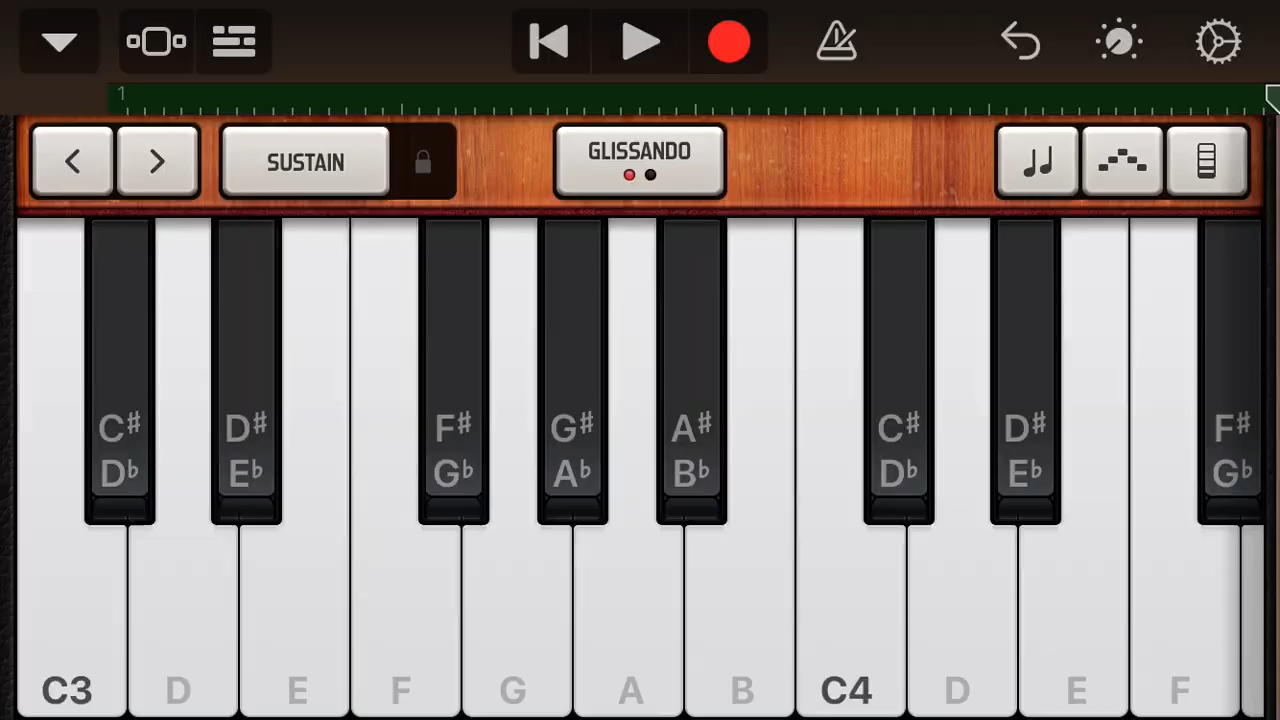 1
SUSTAIN
GLISSANDO
C♯ D♯ F♯ G♯ A♯ C♯ D♯ F♯
D♭ E♭ G♭ A♭ B♭ D♭ E♭ G♭
C3 D E F G A B C4 D E F